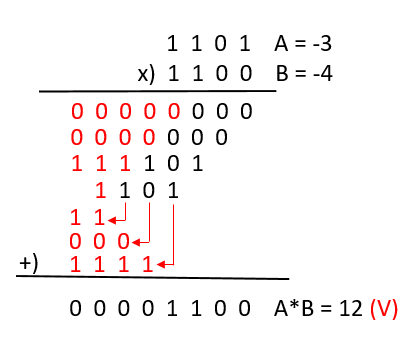 1 1 0 1 A = -3
x) 1 1 0 0 B = -4
0 0 0 0 0 0 0 0
0 0 0 0 0 0 0
1 1 1 1 0 1
1 1 0 1
1 1
0 0 0
+) 1 1 1 1
0 0 0 0 1 1 0 0 A*B = 12 (V)